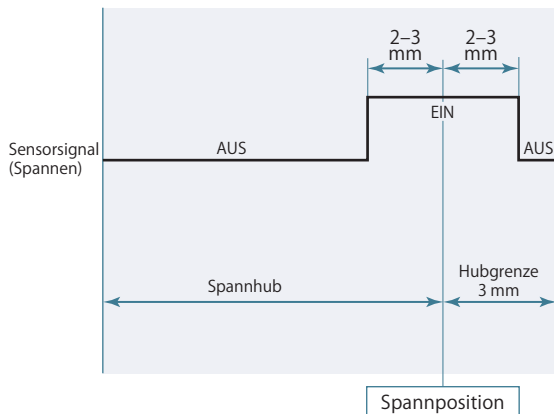 2–3
mm
2–3
mm
EIN
Sensorsignal
(Spannen)
AUS
AUS
Spannhub
Hubgrenze
3 mm
Spannposition